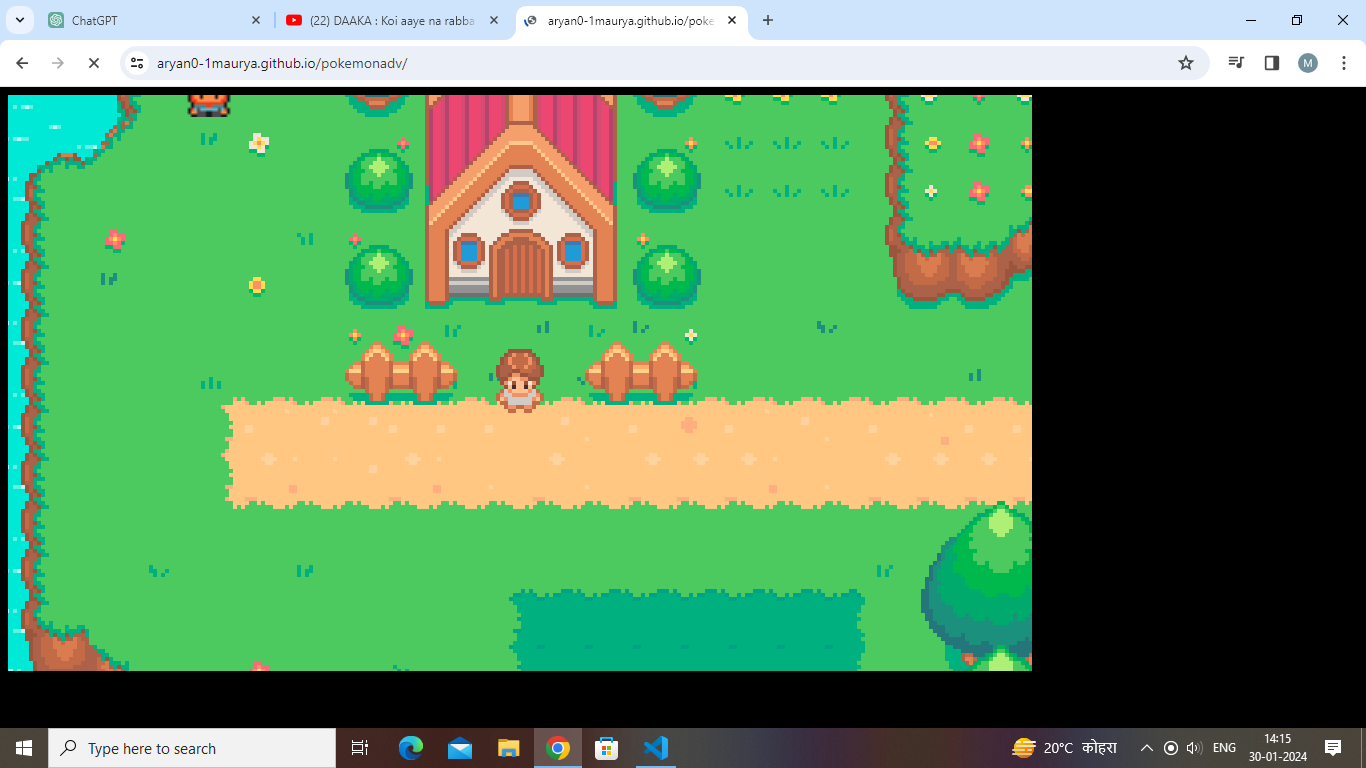 ChatGPT
(22) DAAKA : Koi aaye na rabba
aryan0-1maurya.github.io/poke
aryan0-1maurya.github.io/pokemonadv/
M
Type here to search
20°C कोहरा
ENG
14:15
30-01-2024